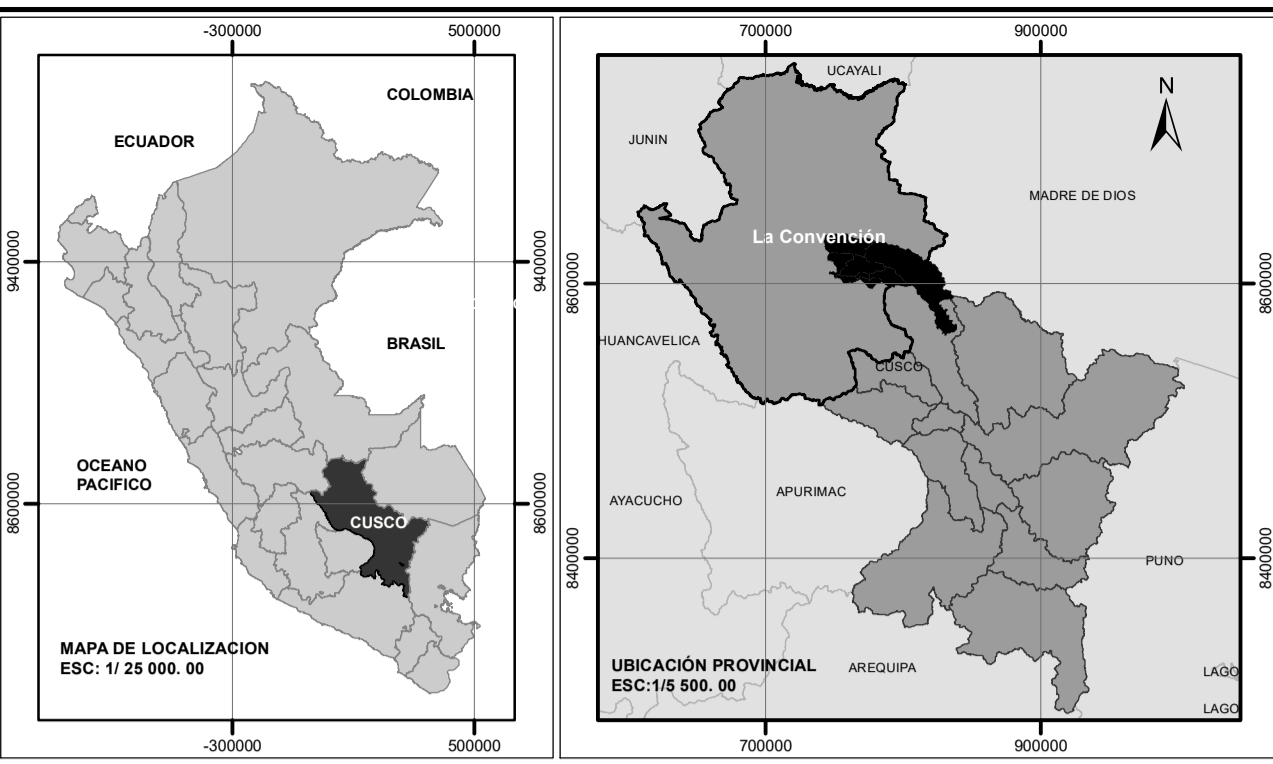 -300000
500000
COLOMBIA
ECUADOR
9400000
9400000
BRASIL
OCEANO
PACIFICO
8600000
8600000
CUSCO
MAPA DE LOCALIZACION
ESC: 1/ 25 000. 00
-300000
500000
700000
900000
UCAYALI
N
JUNIN
MADRE DE DIOS
La Convención
8600000
8600000
HUANCAVELICA
CUSCO
AYACUCHO
APURIMAC
8400000
8400000
PUNO
UBICACIÓN PROVINCIAL
ESC:1/5 500. 00
AREQUIPA
LAGO
LAGO
700000
900000